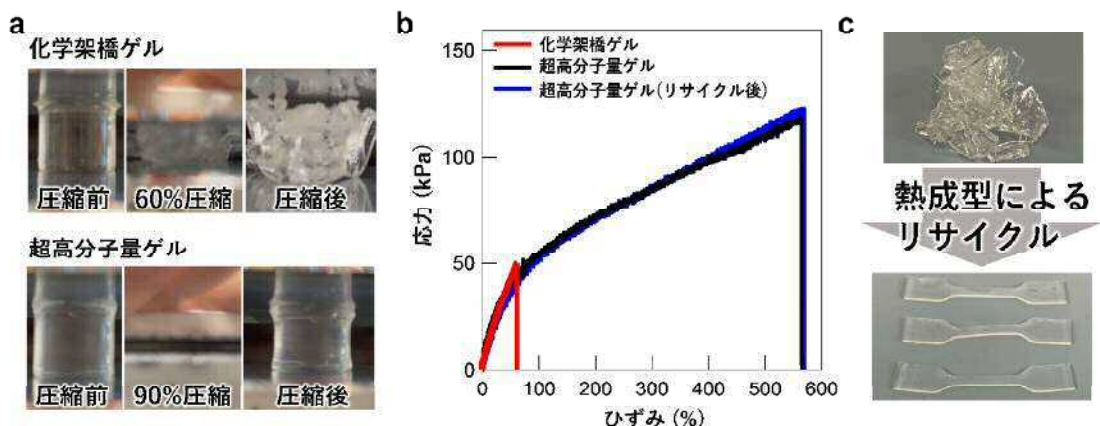 a
化学架橋ゲル
圧縮前
60%圧縮
圧縮後
超高分子量ゲル
圧縮前
90%圧縮
圧縮後
b
150
100
50
0
応力 (kPa)
化学架橋ゲル
超高分子量ゲル
超高分子量ゲル(リサイクル後)
0
100
200
300
400
500
600
ひずみ (%)
c
熱成型による
リサイクル